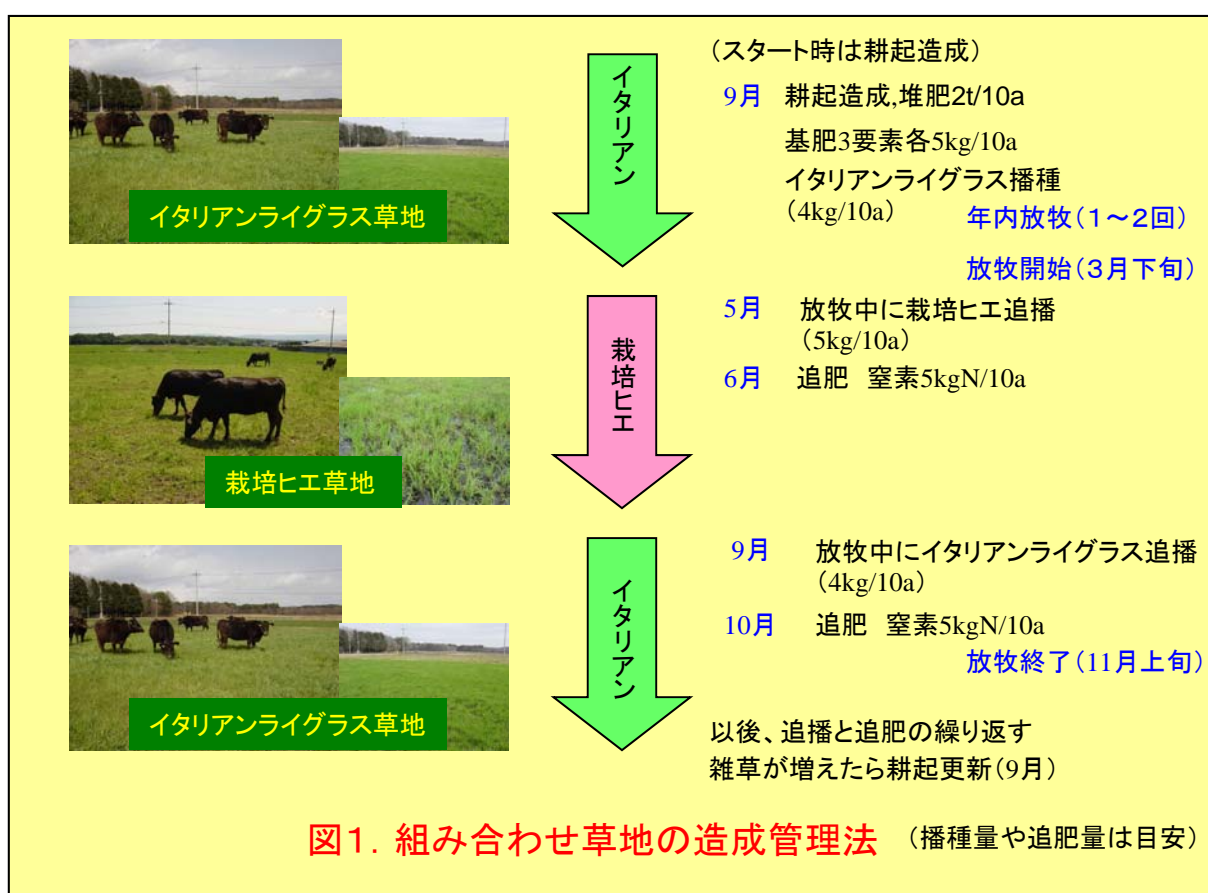 イタリアンライグラス草地
イタリアン
(スタート時は耕起造成)
9月 耕起造成,堆肥2t/10a
基肥3要素各5kg/10a
イタリアンライグラス播種
(4kg/10a) 年内放牧(1~2回)
放牧開始(3月下旬)
栽培ヒエ草地
栽培ヒエ
5月 放牧中に栽培ヒエ追播
(5kg/10a)
6月 追肥 窒素5kgN/10a
イタリアンライグラス草地
イタリアン
9月 放牧中にイタリアンライグラス追播
(4kg/10a)
10月 追肥 窒素5kgN/10a
放牧終了(11月上旬)
以後、追播と追肥の繰り返す
雑草が増えたら耕起更新(9月)
図1. 組み合わせ草地の造成管理法 (播種量や追肥量は目安)